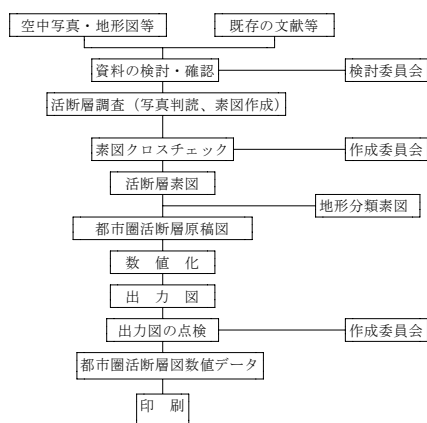 空中写真・地形図等
既存の文献等
資料の検討・確認
検討委員会
活断層調査（写真判読、素図作成）
素図クロスチェック
作成委員会
活断層素図
地形分類素図
都市圏活断層原稿図
数　値　化
出　力　図
出力図の点検
作成委員会
都市圏活断層図数値データ
印　刷